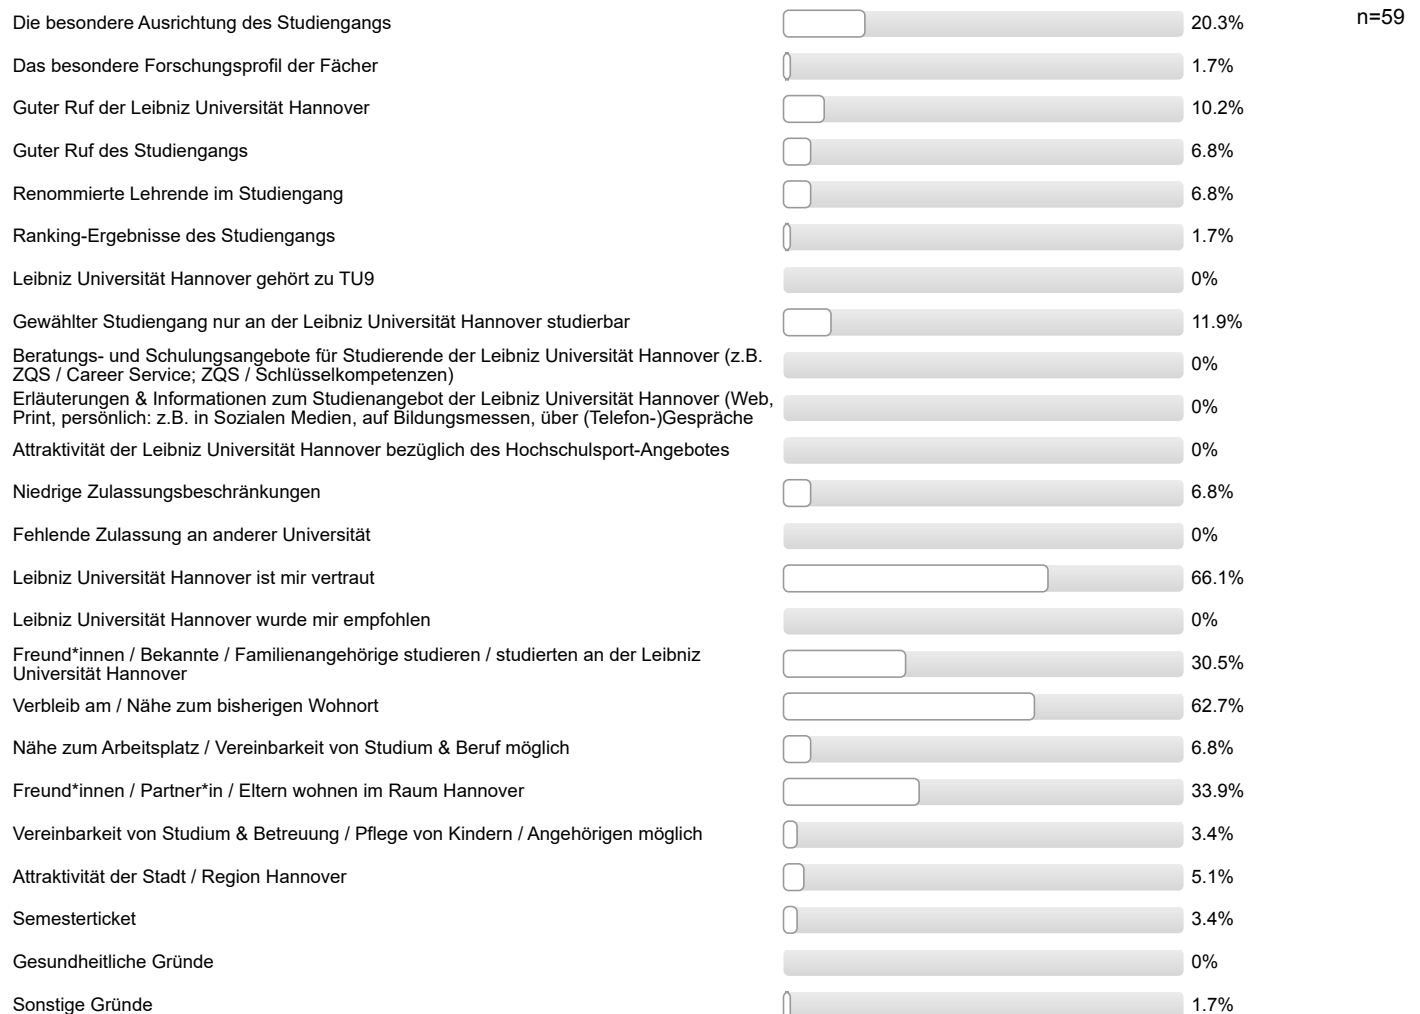 Die besondere Ausrichtung des Studiengangs 20.3% n=59
Das besondere Forschungsprofil der Fächer 1.7%
Guter Ruf der Leibniz Universität Hannover 10.2%
Guter Ruf des Studiengangs 6.8%
Renommierte Lehrende im Studiengang 6.8%
Ranking-Ergebnisse des Studiengangs 1.7%
Leibniz Universität Hannover gehört zu TU9 0%
Gewählter Studiengang nur an der Leibniz Universität Hannover studierbar 11.9%
Beratungs- und Schulungsangebote für Studierende der Leibniz Universität Hannover (z.B.
ZQS / Career Service; ZQS / Schlüsselkompetenzen) 0%
Erläuterungen & Informationen zum Studienangebot der Leibniz Universität Hannover (Web,
Print, persönlich: z.B. in Sozialen Medien, auf Bildungsmessen, über (Telefon-)Gespräche 0%
Attraktivität der Leibniz Universität Hannover bezüglich des Hochschulsport-Angebotes 0%
Niedrige Zulassungsbeschränkungen 6.8%
Fehlende Zulassung an anderer Universität 0%
Leibniz Universität Hannover ist mir vertraut 66.1%
Leibniz Universität Hannover wurde mir empfohlen 0%
Freund*innen / Bekannte / Familienangehörige studieren / studierten an der Leibniz
Universität Hannover 30.5%
Verbleib am / Nähe zum bisherigen Wohnort 62.7%
Nähe zum Arbeitsplatz / Vereinbarkeit von Studium & Beruf möglich 6.8%
Freund*innen / Partner*in / Eltern wohnen im Raum Hannover 33.9%
Vereinbarkeit von Studium & Betreuung / Pflege von Kindern / Angehörigen möglich 3.4%
Attraktivität der Stadt / Region Hannover 5.1%
Semesterticket 3.4%
Gesundheitliche Gründe 0%
Sonstige Gründe 1.7%